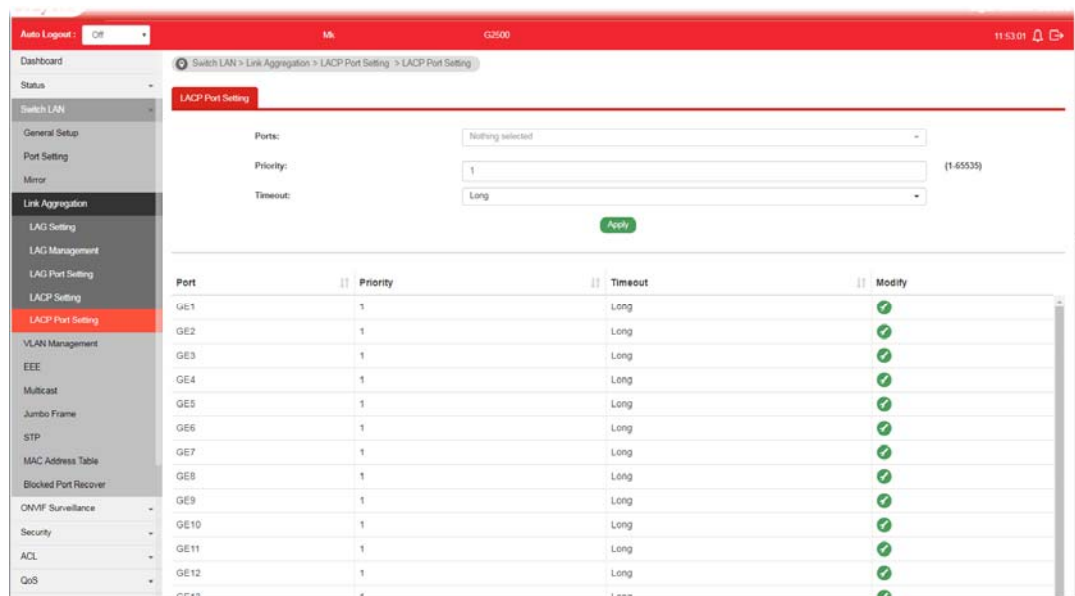 Auto Logout : Off Mk G2500 11:53:01
Dashboard
Status
Switch LAN
General Setup
Port Setting
Mirror
Link Aggregation
LAG Setting
LAG Management
LAG Port Setting
LACP Setting
LACP Port Setting
VLAN Management
EEE
Multicast
Jumbo Frame
STP
MAC Address Table
Blocked Port Recover
ONVIF Surveillance
Security
ACL
QoS
Switch LAN > Link Aggregation > LACP Port Setting > LACP Port Setting
LACP Port Setting
Ports: Nothing selected
Priority: 1 (1-65535)
Timeout: Long
Apply
Port Priority Timeout Modify
GE1 1 Long
GE2 1 Long
GE3 1 Long
GE4 1 Long
GE5 1 Long
GE6 1 Long
GE7 1 Long
GE8 1 Long
GE9 1 Long
GE10 1 Long
GE11 1 Long
GE12 1 Long